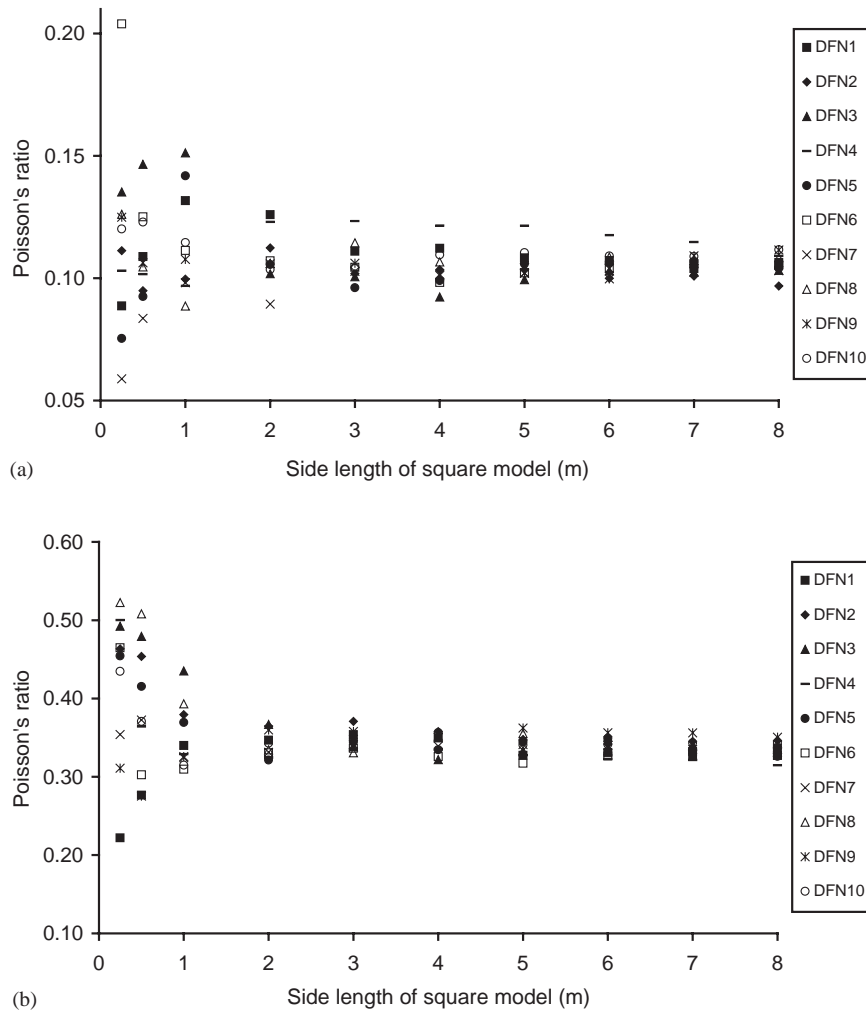 0.20
0.15
0.10
0.05
Poisson's ratio
0 1 2 3 4 5 6 7 8
Side length of square model (m)
(a)
DFN1
DFN2
DFN3
DFN4
DFN5
DFN6
DFN7
DFN8
DFN9
DFN10
0.60
0.50
0.40
0.30
0.20
0.10
Poisson's ratio
0 1 2 3 4 5 6 7 8
Side length of square model (m)
(b)
DFN1
DFN2
DFN3
DFN4
DFN5
DFN6
DFN7
DFN8
DFN9
DFN10